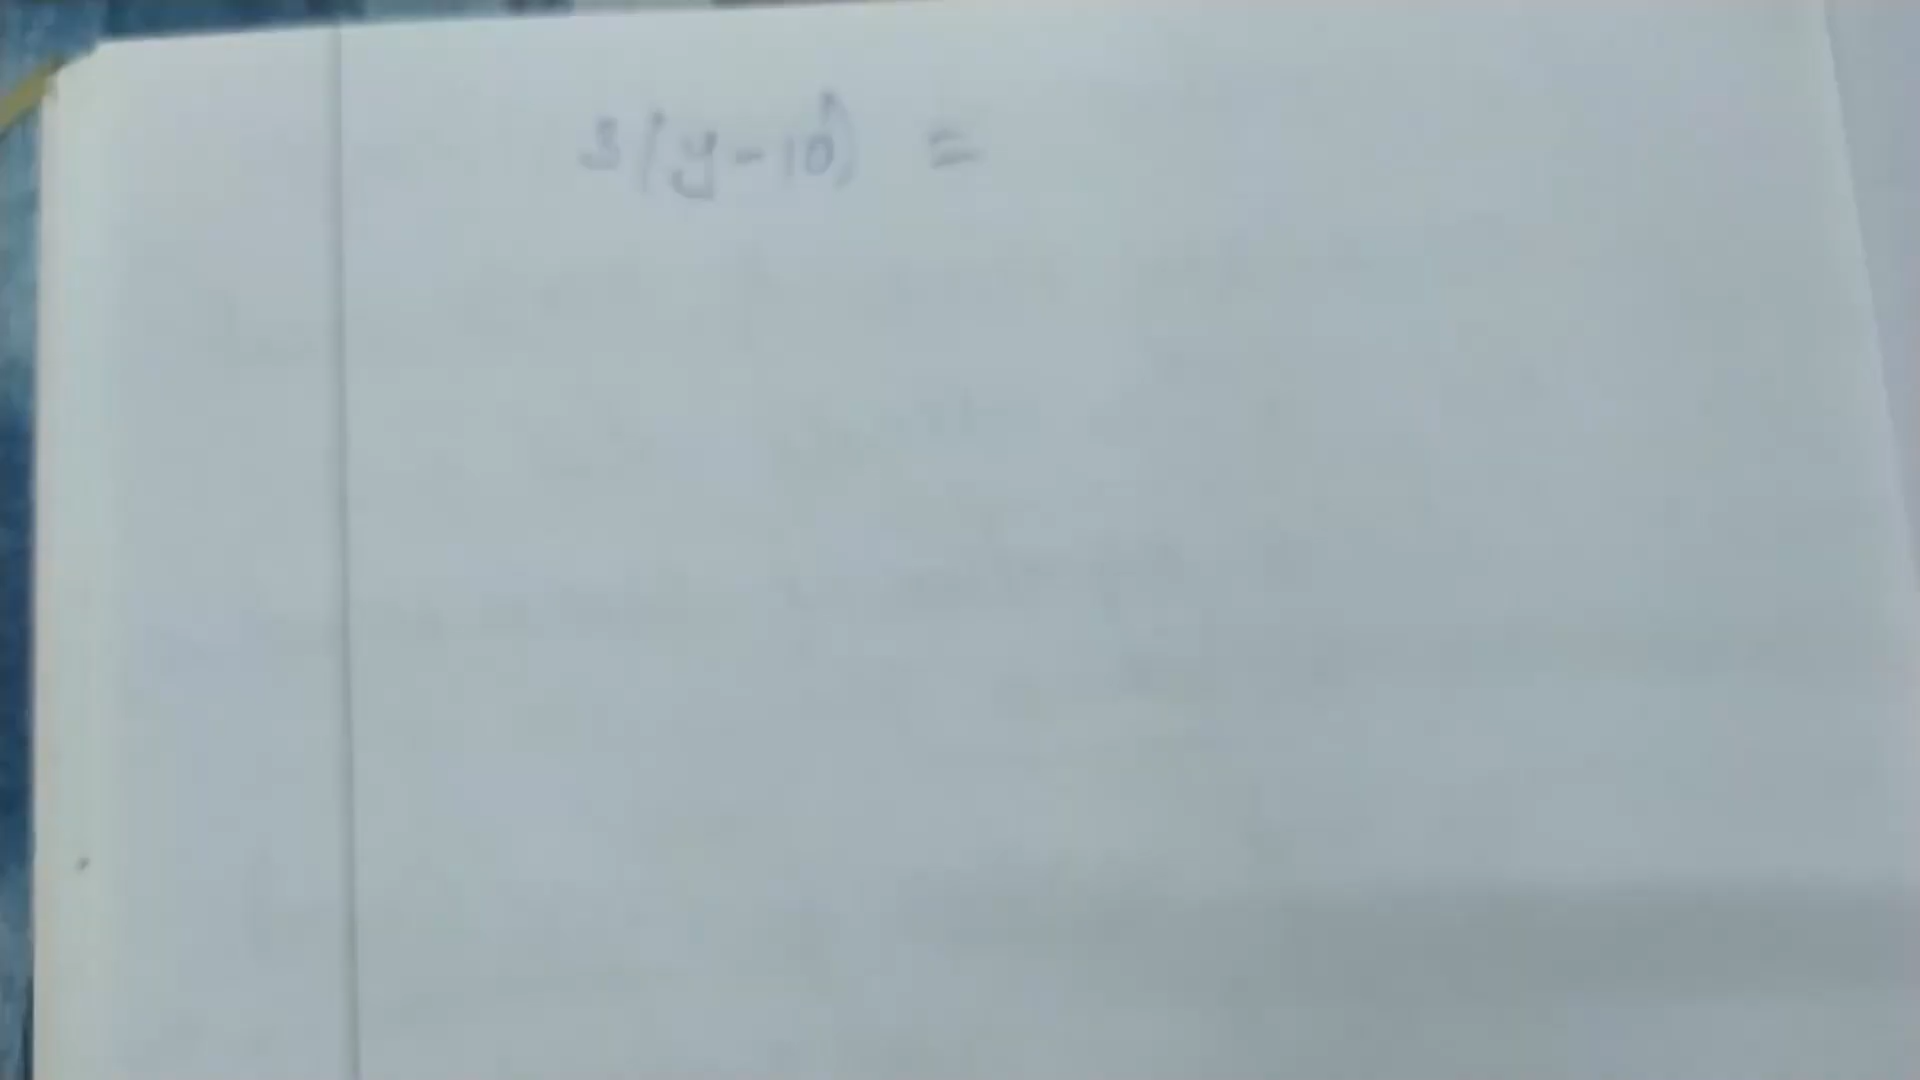 3(y-10) =